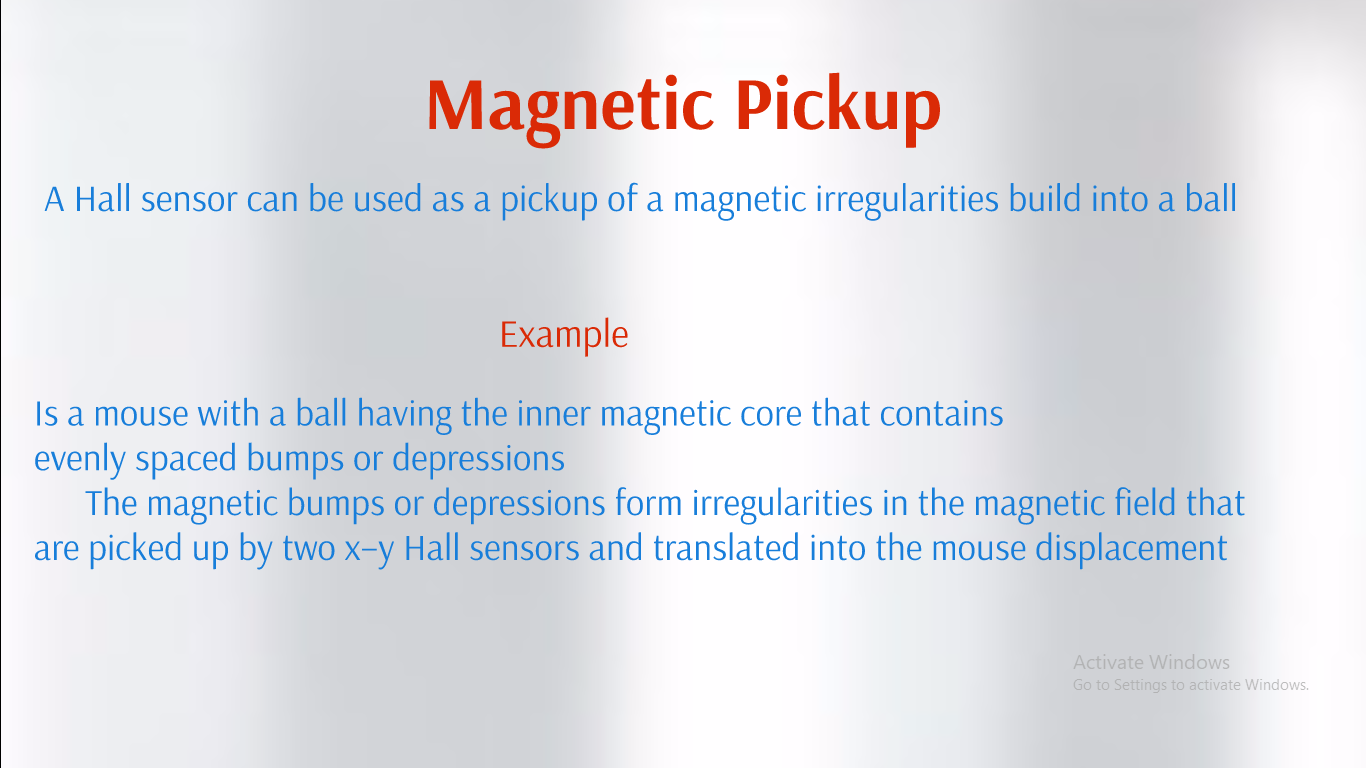 Magnetic Pickup
A Hall sensor can be used as a pickup of a magnetic irregularities build into a ball
Example
Is a mouse with a ball having the inner magnetic core that contains
evenly spaced bumps or depressions
The magnetic bumps or depressions form irregularities in the magnetic field that
are picked up by two x–y Hall sensors and translated into the mouse displacement
Activate Windows
Go to Settings to activate Windows.